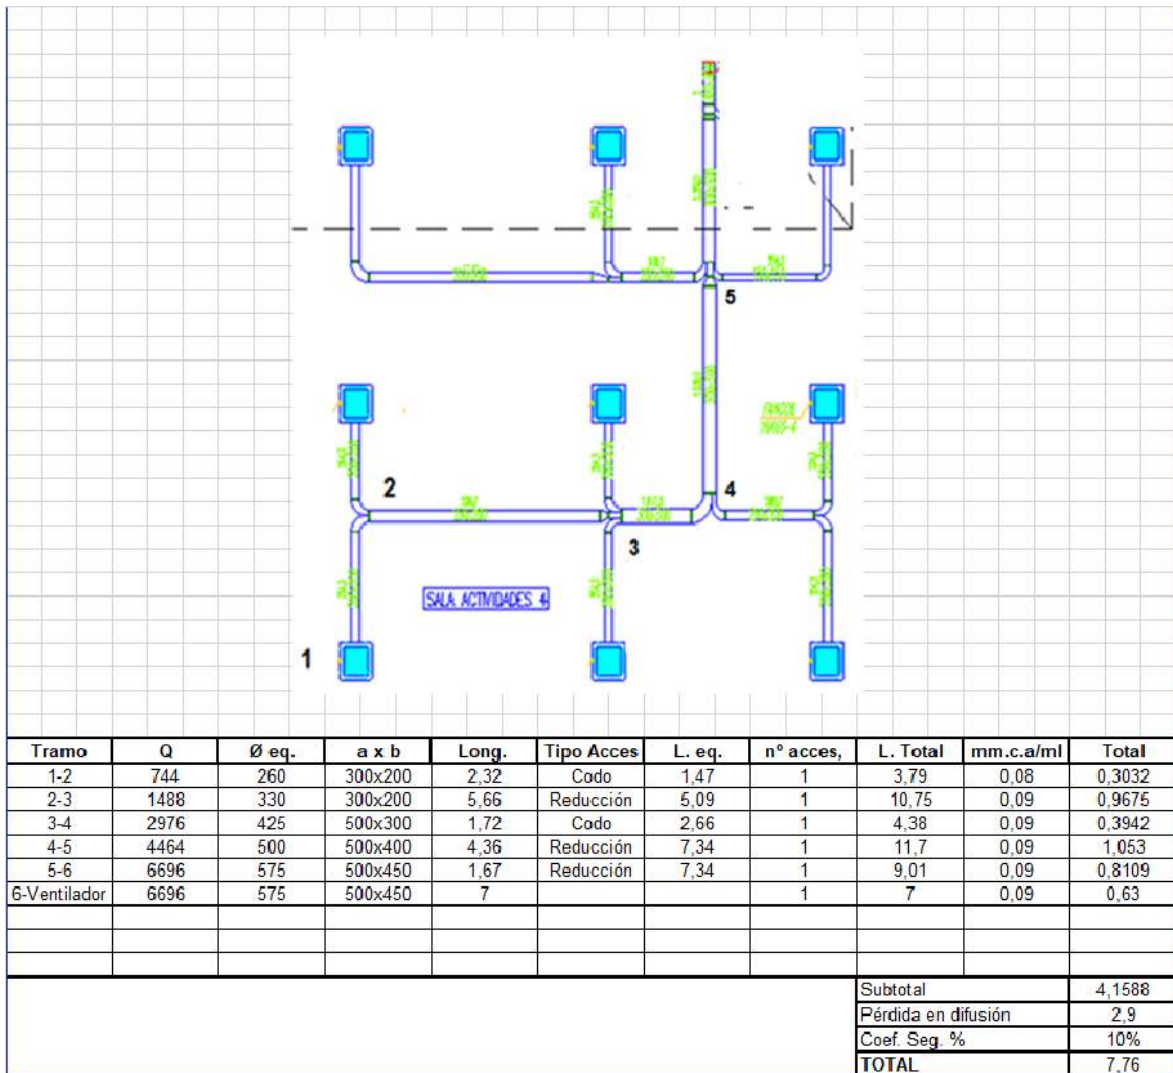 5
2
4
3
SALA ACTIVIDADES 4
1
Tramo Q Ø eq. a x b Long. Tipo Acces L. eq. nº acces, L. Total mm.c.a/ml Total
1-2 744 260 300x200 2,32 Codo 1,47 1 3,79 0,08 0,3032
2-3 1488 330 300x200 5,66 Reducción 5,09 1 10,75 0,09 0,9675
3-4 2976 425 500x300 1,72 Codo 2,66 1 4,38 0,09 0,3942
4-5 4464 500 500x400 4,36 Reducción 7,34 1 11,7 0,09 1,053
5-6 6696 575 500x450 1,67 Reducción 7,34 1 9,01 0,09 0,8109
6-Ventilador 6696 575 500x450 7 1 7 0,09 0,63
Subtotal 4,1588
Pérdida en difusión 2,9
Coef. Seg. % 10%
TOTAL 7,76